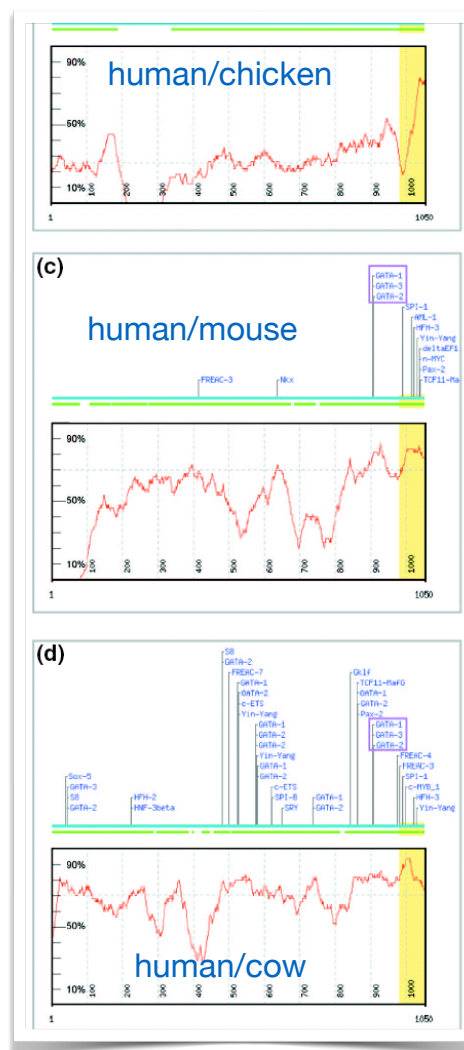 human/chicken
90%
50%
10%
100
200
300
400
500
600
700
800
900
1000
1
1050
(c)
human/mouse
GATA-1
GATA-3
GATA-2
SPI-1
AML-1
HFH-3
Yin-Yang
deltaEF1
n-MYC
Pax-2
TCF11-Ma
FREAC-3
Nkx
90%
50%
10%
100
200
300
400
500
600
700
800
900
1000
1
1050
(d)
S8
GATA-2
FREAC-7
GATA-1
GATA-2
c-ETS
Yin-Yang
GATA-1
GATA-2
GATA-2
Yin-Yang
GATA-1
GATA-2
c-ETS
SPI-B
SRY
GATA-1
GATA-2
Gklf
TCF11-MafG
GATA-1
GATA-2
Pax-2
GATA-1
GATA-3
GATA-2
FREAC-4
FREAC-3
SPI-1
c-MYB_1
HFH-3
Yin-Yang
Sox-5
GATA-3
S8
GATA-2
HFH-2
HNF-3beta
90%
50%
10%
human/cow
100
200
300
400
500
600
700
800
900
1000
1
1050